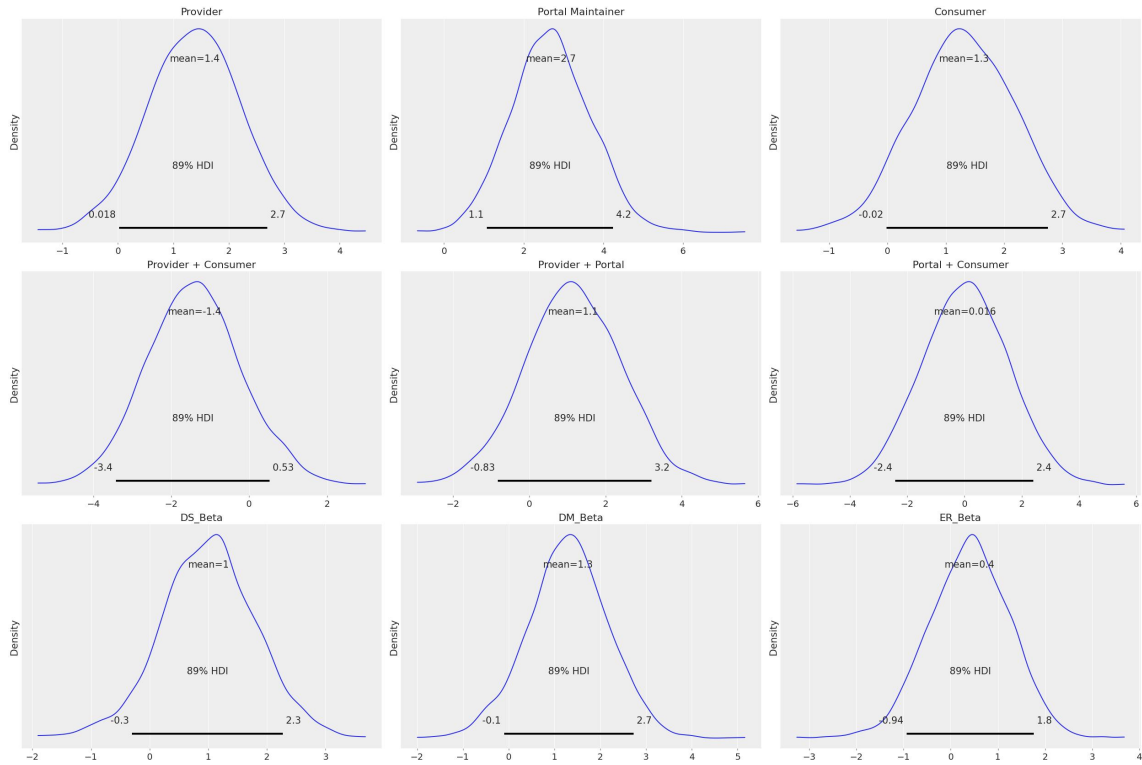 Provider
Portal Maintainer
Consumer
Density
mean=1.4
89% HDI
0.018
2.7
−1
0
1
2
3
4
Density
mean=2.7
89% HDI
1.1
4.2
0
2
4
6
Density
mean=1.3
89% HDI
-0.02
2.7
−1
0
1
2
3
4
Provider + Consumer
Provider + Portal
Portal + Consumer
Density
mean=-1.4
89% HDI
-3.4
0.53
−4
−2
0
2
Density
mean=1.1
89% HDI
-0.83
3.2
−2
0
2
4
6
Density
mean=0.016
89% HDI
-2.4
2.4
−6
−4
−2
0
2
4
6
DS_Beta
DM_Beta
ER_Beta
Density
mean=1
89% HDI
-0.3
2.3
−2
−1
0
1
2
3
Density
mean=1.3
89% HDI
-0.1
2.7
−2
−1
0
1
2
3
4
5
Density
mean=0.4
89% HDI
-0.94
1.8
−3
−2
−1
0
1
2
3
4